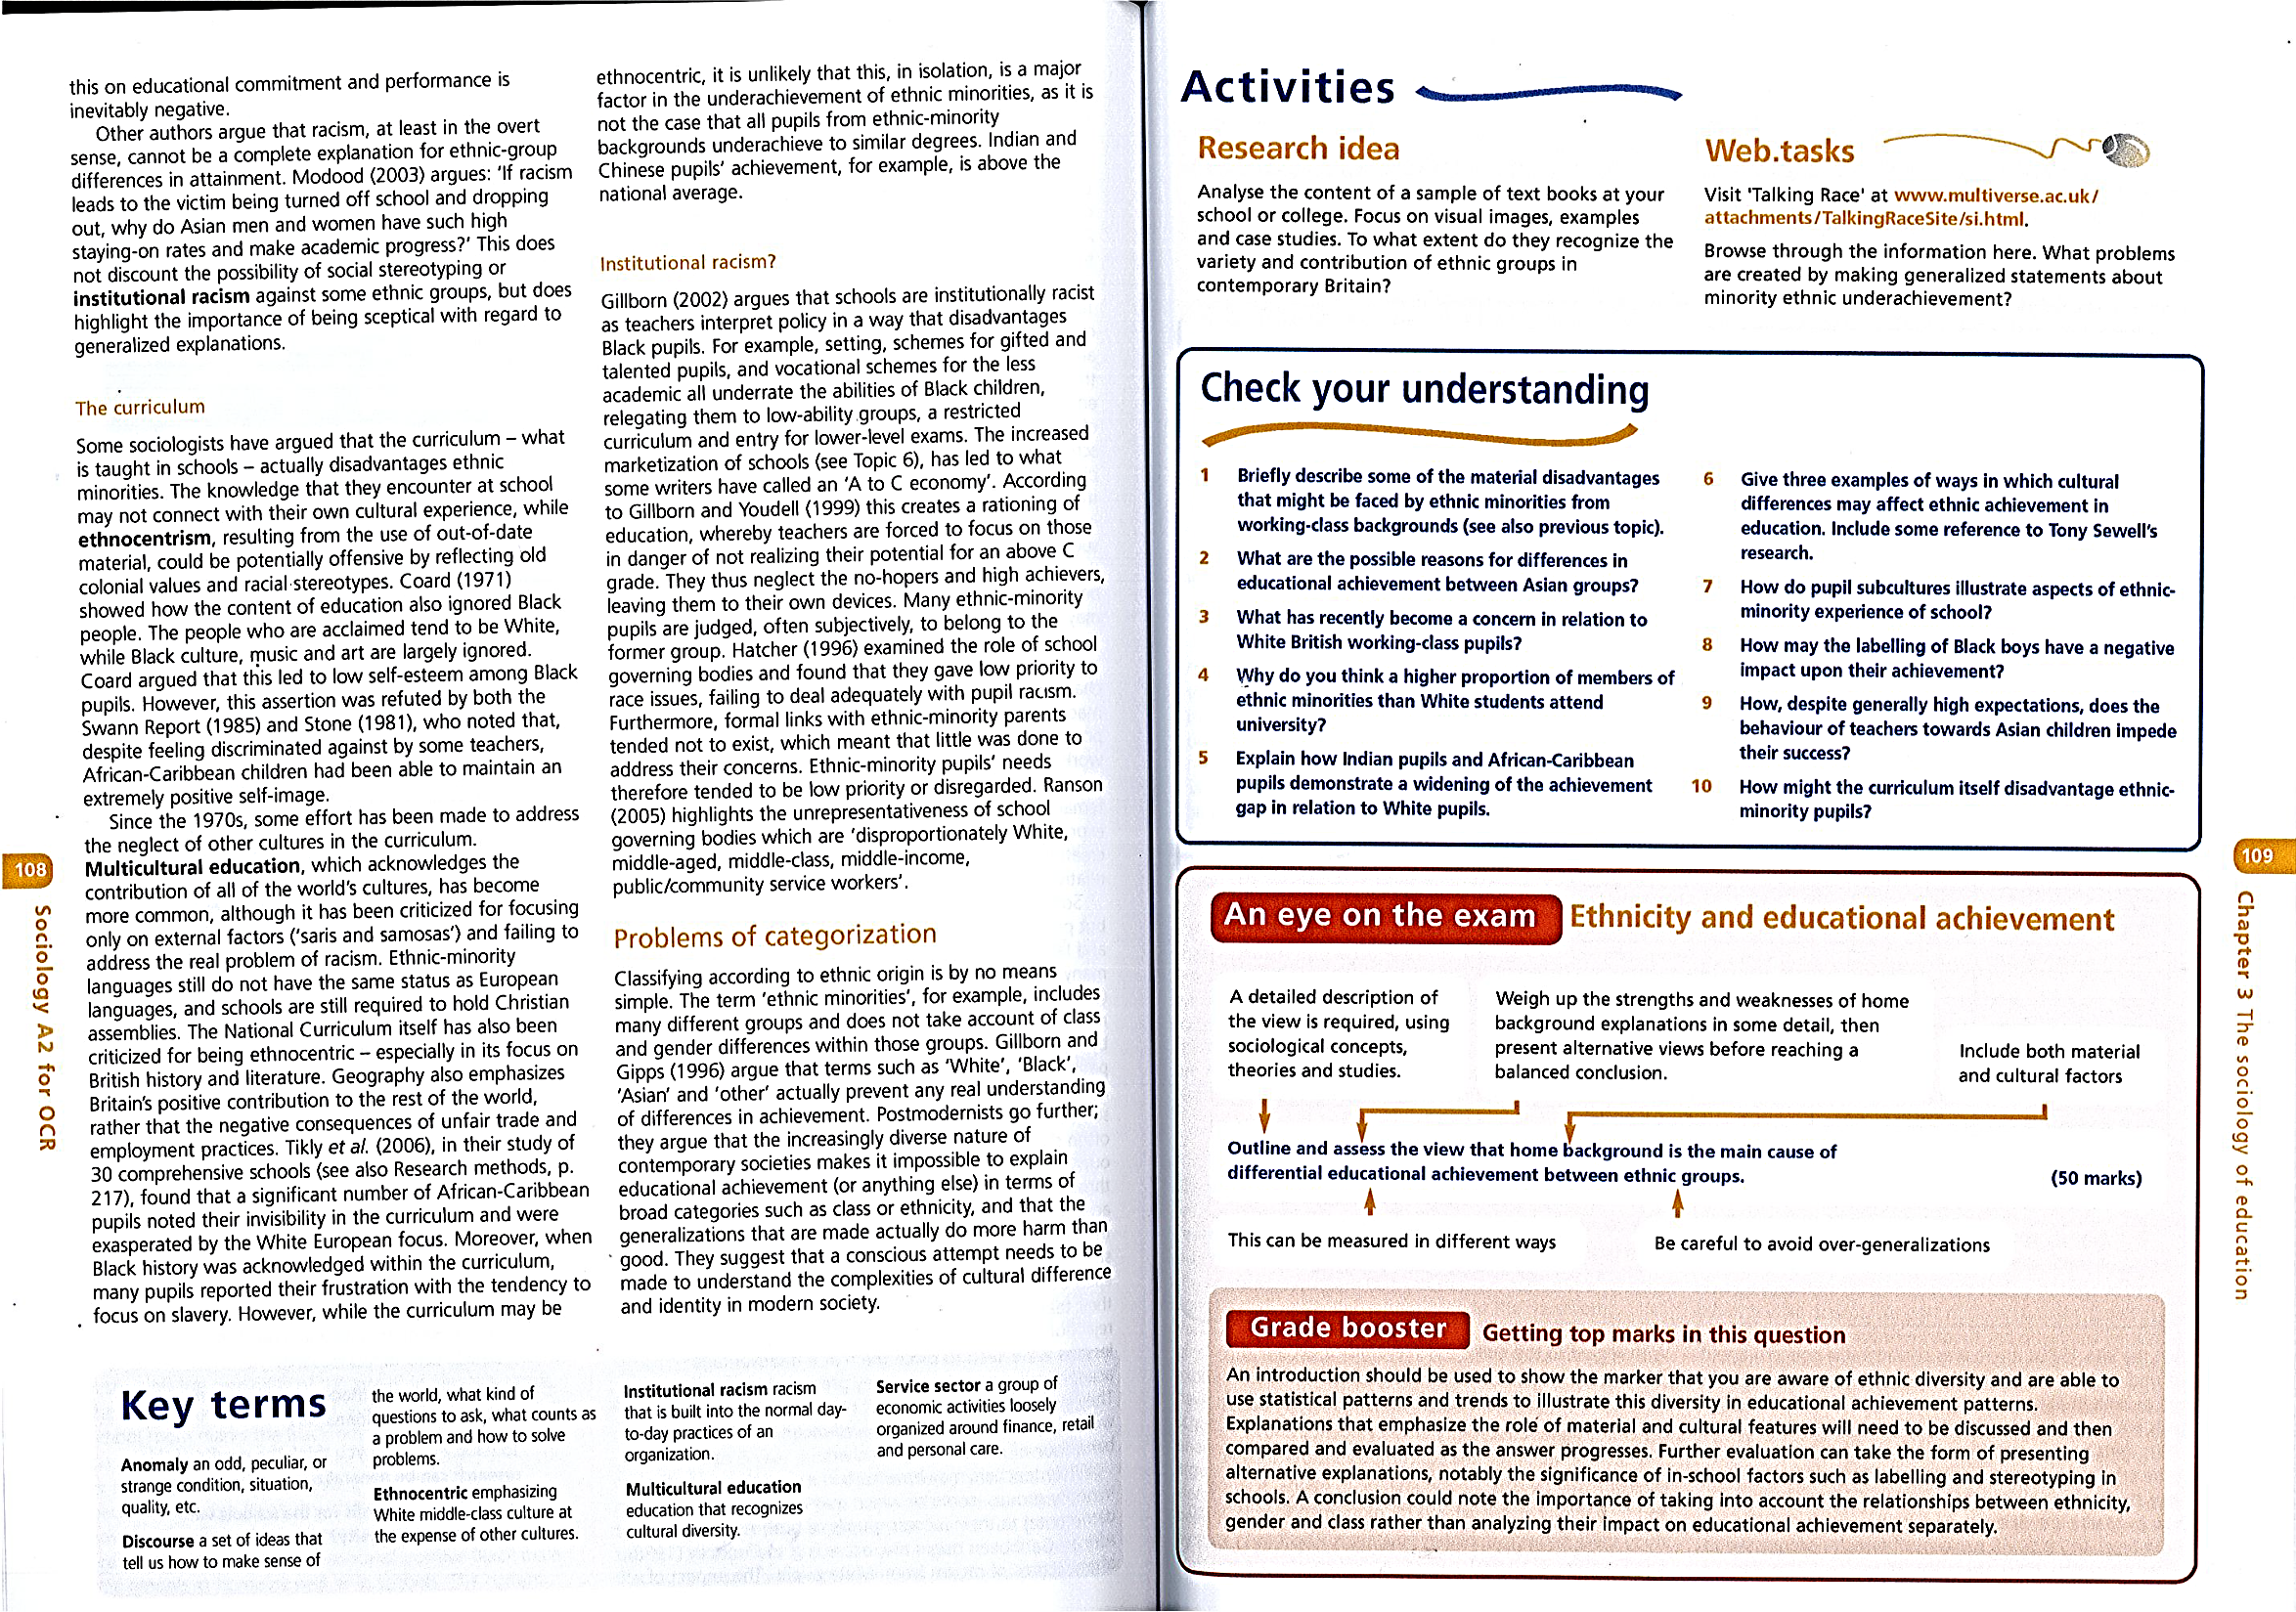 this on educational commitment and performance is
inevitably negative.
Other authors argue that racism, at least in the overt
sense, cannot be a complete explanation for ethnic-group
differences in attainment. Modood (2003) argues: 'If racism
leads to the victim being turned off school and dropping
out, why do Asian men and women have such high
staying-on rates and make academic progress?' This does
not discount the possibility of social stereotyping or
institutional racism against some ethnic groups, but does
highlight the importance of being sceptical with regard to
generalized explanations.
The curriculum
Some sociologists have argued that the curriculum – what
is taught in schools – actually disadvantages ethnic
minorities. The knowledge that they encounter at school
may not connect with their own cultural experience, while
ethnocentrism, resulting from the use of out-of-date
material, could be potentially offensive by reflecting old
colonial values and racial stereotypes. Coard (1971)
showed how the content of education also ignored Black
people. The people who are acclaimed tend to be White,
while Black culture, music and art are largely ignored.
Coard argued that this led to low self-esteem among Black
pupils. However, this assertion was refuted by both the
Swann Report (1985) and Stone (1981), who noted that,
despite feeling discriminated against by some teachers,
African-Caribbean children had been able to maintain an
extremely positive self-image.
Since the 1970s, some effort has been made to address
the neglect of other cultures in the curriculum.
Multicultural education, which acknowledges the
contribution of all of the world's cultures, has become
more common, although it has been criticized for focusing
only on external factors ('saris and samosas') and failing to
address the real problem of racism. Ethnic-minority
languages still do not have the same status as European
languages, and schools are still required to hold Christian
assemblies. The National Curriculum itself has also been
criticized for being ethnocentric – especially in its focus on
British history and literature. Geography also emphasizes
Britain's positive contribution to the rest of the world,
rather that the negative consequences of unfair trade and
employment practices. Tikly et al. (2006), in their study of
30 comprehensive schools (see also Research methods, p.
217), found that a significant number of African-Caribbean
pupils noted their invisibility in the curriculum and were
exasperated by the White European focus. Moreover, when
Black history was acknowledged within the curriculum,
many pupils reported their frustration with the tendency to
focus on slavery. However, while the curriculum may be
ethnocentric, it is unlikely that this, in isolation, is a major
factor in the underachievement of ethnic minorities, as it is
not the case that all pupils from ethnic-minority
backgrounds underachieve to similar degrees. Indian and
Chinese pupils' achievement, for example, is above the
national average.
Institutional racism?
Gillborn (2002) argues that schools are institutionally racist
as teachers interpret policy in a way that disadvantages
Black pupils. For example, setting, schemes for gifted and
talented pupils, and vocational schemes for the less
academic all underrate the abilities of Black children,
relegating them to low-ability groups, a restricted
curriculum and entry for lower-level exams. The increased
marketization of schools (see Topic 6), has led to what
some writers have called an 'A to C economy'. According
to Gillborn and Youdell (1999) this creates a rationing of
education, whereby teachers are forced to focus on those
in danger of not realizing their potential for an above C
grade. They thus neglect the no-hopers and high achievers,
leaving them to their own devices. Many ethnic-minority
pupils are judged, often subjectively, to belong to the
former group. Hatcher (1996) examined the role of school
governing bodies and found that they gave low priority to
race issues, failing to deal adequately with pupil racism.
Furthermore, formal links with ethnic-minority parents
tended not to exist, which meant that little was done to
address their concerns. Ethnic-minority pupils' needs
therefore tended to be low priority or disregarded. Ranson
(2005) highlights the unrepresentativeness of school
governing bodies which are 'disproportionately White,
middle-aged, middle-class, middle-income,
public/community service workers'.
Problems of categorization
Classifying according to ethnic origin is by no means
simple. The term 'ethnic minorities', for example, includes
many different groups and does not take account of class
and gender differences within those groups. Gillborn and
Gipps (1996) argue that terms such as 'White', 'Black',
'Asian' and 'other' actually prevent any real understanding
of differences in achievement. Postmodernists go further;
they argue that the increasingly diverse nature of
contemporary societies makes it impossible to explain
educational achievement (or anything else) in terms of
broad categories such as class or ethnicity, and that the
generalizations that are made actually do more harm than
good. They suggest that a conscious attempt needs to be
made to understand the complexities of cultural difference
and identity in modern society.
108
Sociology A2 for OCR
Key terms
Anomaly an odd, peculiar, or
strange condition, situation,
quality, etc.
Discourse a set of ideas that
tell us how to make sense of
the world, what kind of
questions to ask, what counts as
a problem and how to solve
problems.
Ethnocentric emphasizing
White middle-class culture at
the expense of other cultures.
Institutional racism racism
that is built into the normal day-
to-day practices of an
organization.
Multicultural education
education that recognizes
cultural diversity.
Service sector a group of
economic activities loosely
organized around finance, retail
and personal care.
Activities
Research idea
Analyse the content of a sample of text books at your
school or college. Focus on visual images, examples
and case studies. To what extent do they recognize the
variety and contribution of ethnic groups in
contemporary Britain?
Web.tasks
Visit 'Talking Race' at www.multiverse.ac.uk/
attachments/TalkingRaceSite/si.html.
Browse through the information here. What problems
are created by making generalized statements about
minority ethnic underachievement?
Check your understanding
1 Briefly describe some of the material disadvantages
that might be faced by ethnic minorities from
working-class backgrounds (see also previous topic).
2 What are the possible reasons for differences in
educational achievement between Asian groups?
3 What has recently become a concern in relation to
White British working-class pupils?
4 Why do you think a higher proportion of members of
ethnic minorities than White students attend
university?
5 Explain how Indian pupils and African-Caribbean
pupils demonstrate a widening of the achievement
gap in relation to White pupils.
6 Give three examples of ways in which cultural
differences may affect ethnic achievement in
education. Include some reference to Tony Sewell's
research.
7 How do pupil subcultures illustrate aspects of ethnic-
minority experience of school?
8 How may the labelling of Black boys have a negative
impact upon their achievement?
9 How, despite generally high expectations, does the
behaviour of teachers towards Asian children impede
their success?
10 How might the curriculum itself disadvantage ethnic-
minority pupils?
An eye on the exam Ethnicity and educational achievement
A detailed description of
the view is required, using
sociological concepts,
theories and studies.
Weigh up the strengths and weaknesses of home
background explanations in some detail, then
present alternative views before reaching a
balanced conclusion.
Include both material
and cultural factors
Outline and assess the view that home background is the main cause of
differential educational achievement between ethnic groups. (50 marks)
This can be measured in different ways
Be careful to avoid over-generalizations
Grade booster Getting top marks in this question
An introduction should be used to show the marker that you are aware of ethnic diversity and are able to
use statistical patterns and trends to illustrate this diversity in educational achievement patterns.
Explanations that emphasize the role of material and cultural features will need to be discussed and then
compared and evaluated as the answer progresses. Further evaluation can take the form of presenting
alternative explanations, notably the significance of in-school factors such as labelling and stereotyping in
schools. A conclusion could note the importance of taking into account the relationships between ethnicity,
gender and class rather than analyzing their impact on educational achievement separately.
109
Chapter 3 The sociology of education